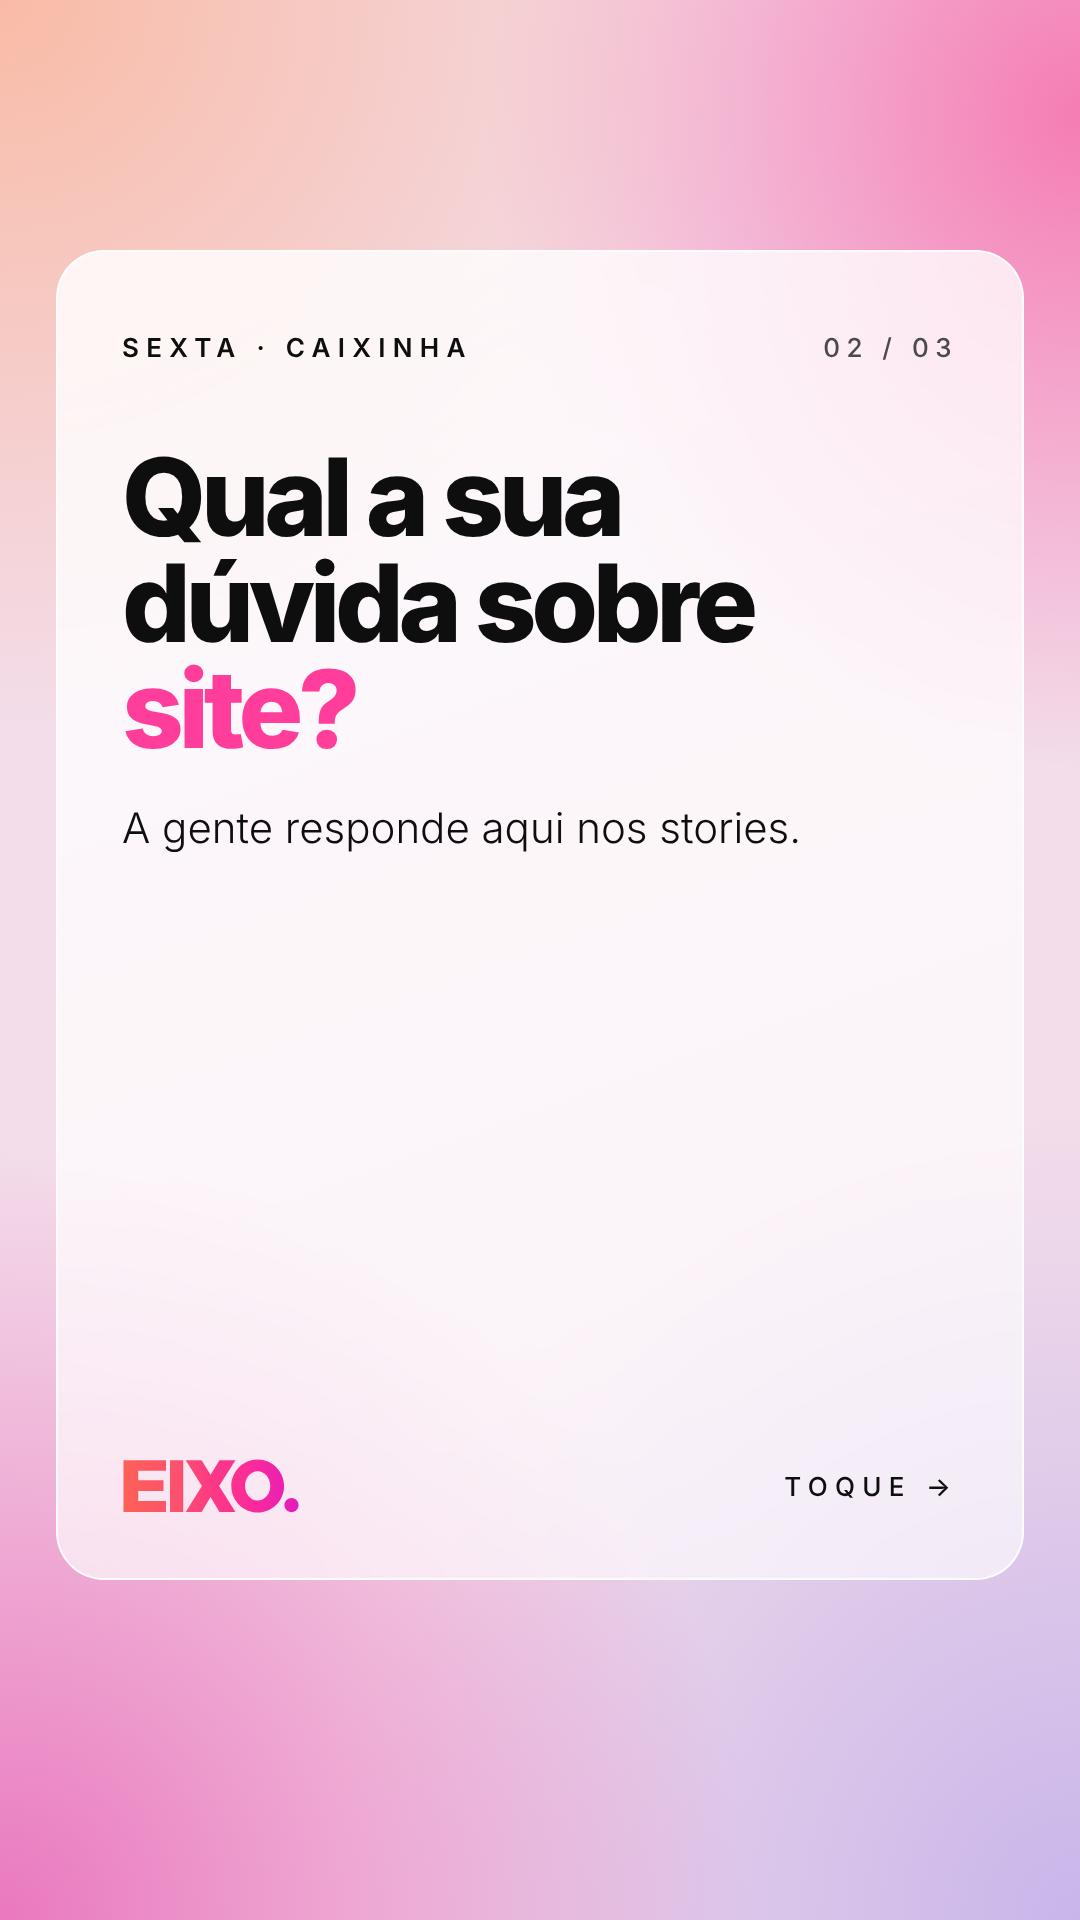 SEXTA · CAIXINHA
02 / 03
Qual a sua
dúvida sobre
site?
A gente responde aqui nos stories.
EIXO.
TOQUE →